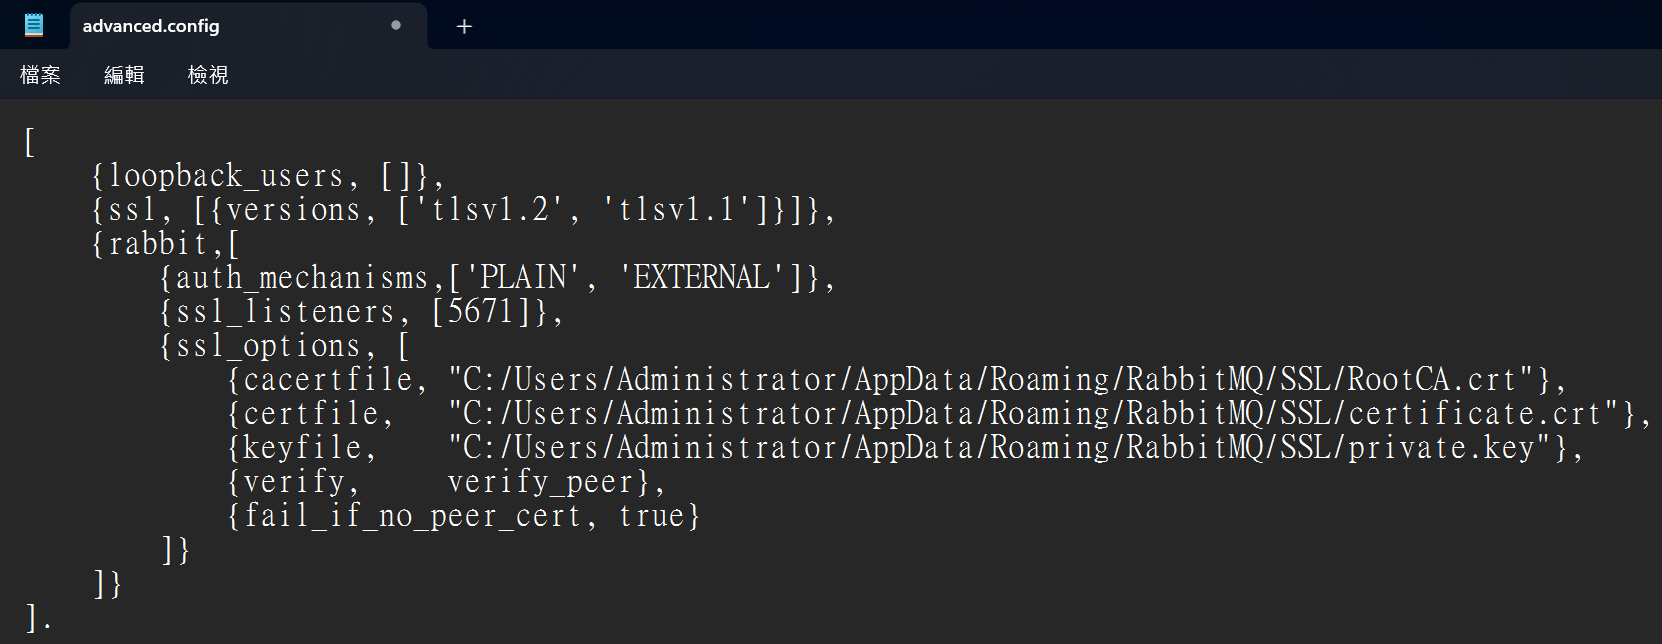 advanced.config
檔案 編輯 檢視
[
    {loopback_users, []},
    {ssl, [{versions, ['tlsv1.2', 'tlsv1.1']}]},
    {rabbit,[
        {auth_mechanisms,['PLAIN', 'EXTERNAL']},
        {ssl_listeners, [5671]},
        {ssl_options, [
            {cacertfile, "C:/Users/Administrator/AppData/Roaming/RabbitMQ/SSL/RootCA.crt"},
            {certfile,   "C:/Users/Administrator/AppData/Roaming/RabbitMQ/SSL/certificate.crt"},
            {keyfile,    "C:/Users/Administrator/AppData/Roaming/RabbitMQ/SSL/private.key"},
            {verify,     verify_peer},
            {fail_if_no_peer_cert, true}
        ]}
    ]}
].